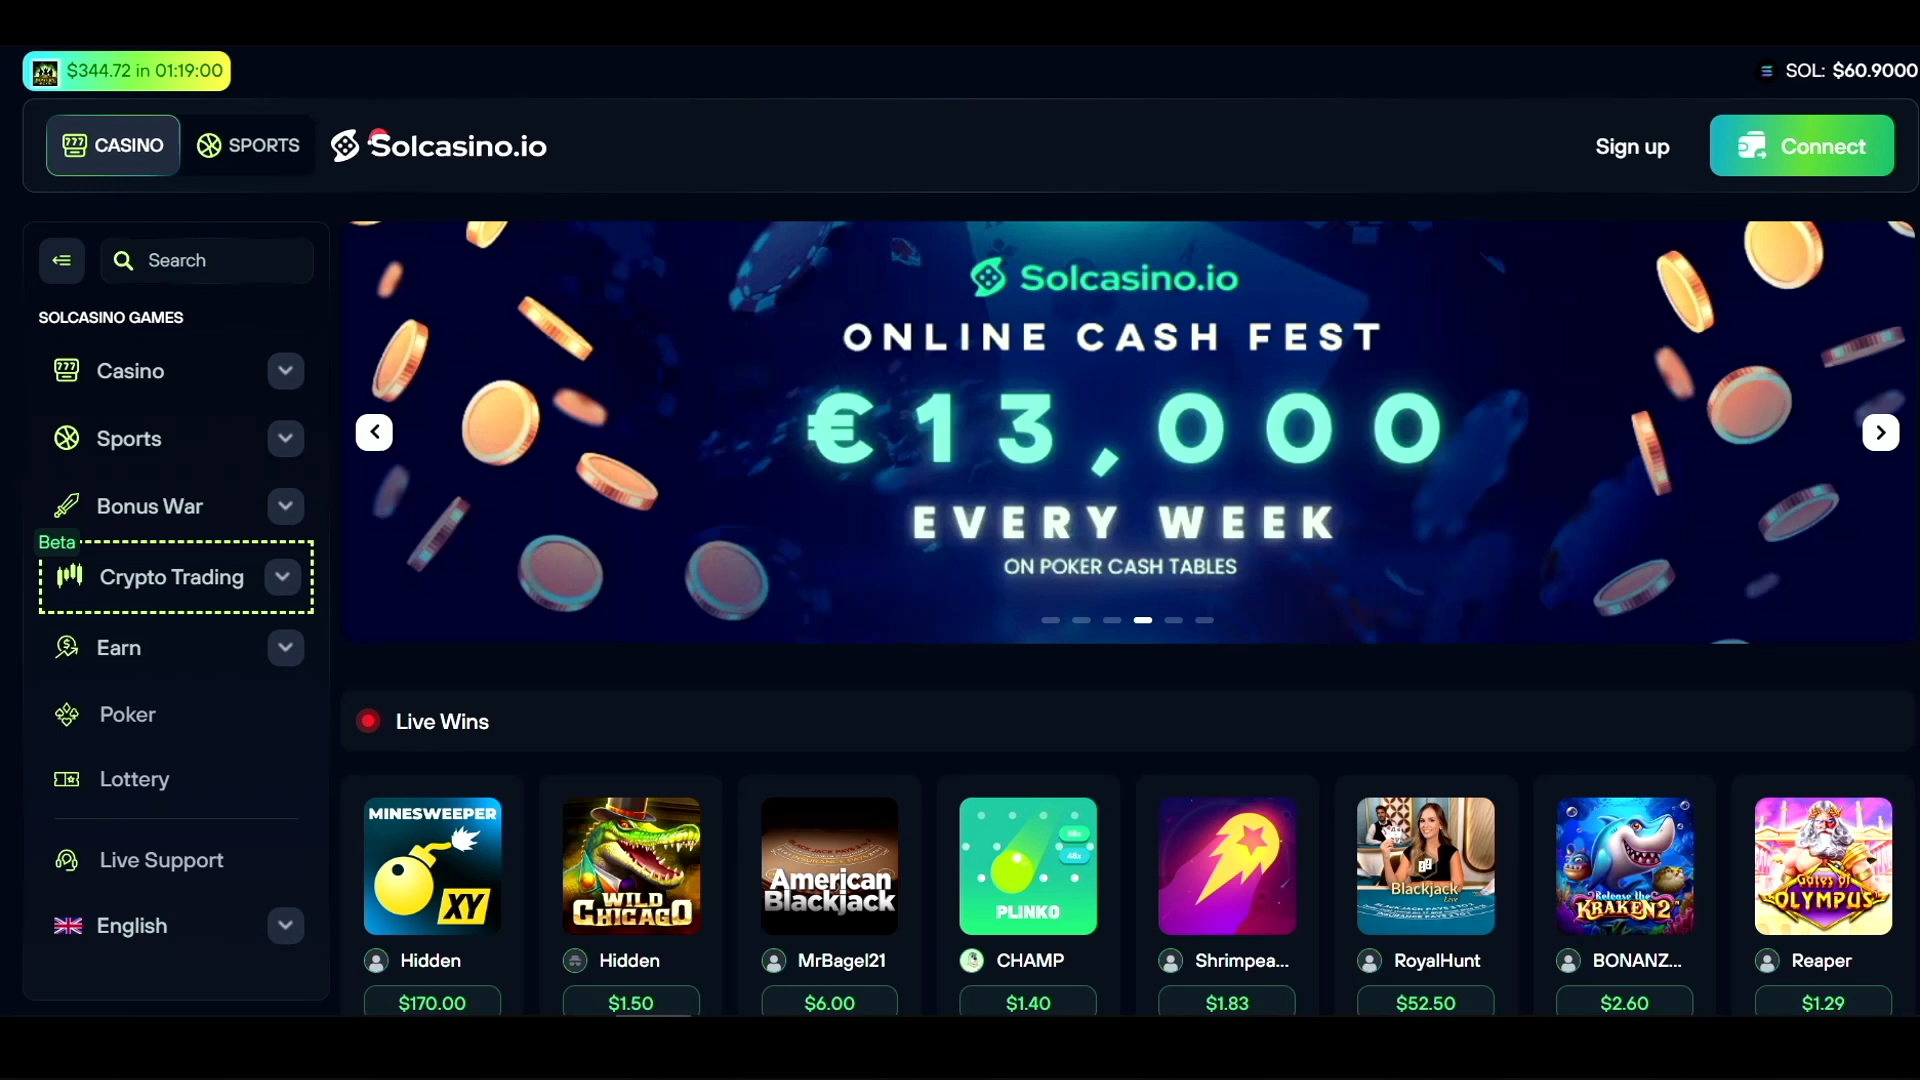 $344.72 in 01:19:00
SOL: $60.9000
CASINO
SPORTS
Solcasino.io
Sign up
Connect
Search
SOLCASINO GAMES
Casino
Sports
Bonus War
Beta
Crypto Trading
Earn
Poker
Lottery
Live Support
English
Solcasino.io
ONLINE CASH FEST
€13,000
EVERY WEEK
ON POKER CASH TABLES
Live Wins
MINESWEEPER
XY
Hidden
$170.00
WILD
CHICAGO
Hidden
$1.50
American
Blackjack
MrBagel21
$6.00
PLINKO
CHAMP
$1.40
Shrimpea...
$1.83
Blackjack
Live
RoyalHunt
$52.50
Release the
KRAKEN 2
BONANZ...
$2.60
Gates of
OLYMPUS
Reaper
$1.29